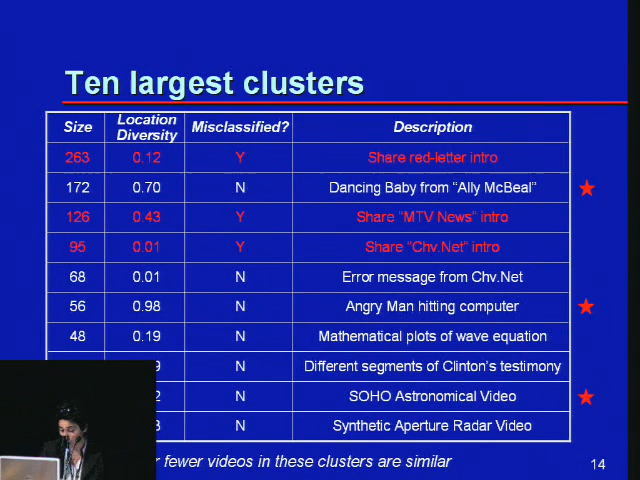 Ten largest clusters
Size Location Diversity Misclassified? Description
263 0.12 Y Share red-letter intro
172 0.70 N Dancing Baby from “Ally McBeal”
126 0.43 Y Share “MTV News” intro
95 0.01 Y Share “Chv.Net” intro
68 0.01 N Error message from Chv.Net
56 0.98 N Angry Man hitting computer
48 0.19 N Mathematical plots of wave equation
9 N Different segments of Clinton’s testimony
2 N SOHO Astronomical Video
3 N Synthetic Aperture Radar Video
fewer videos in these clusters are similar
14